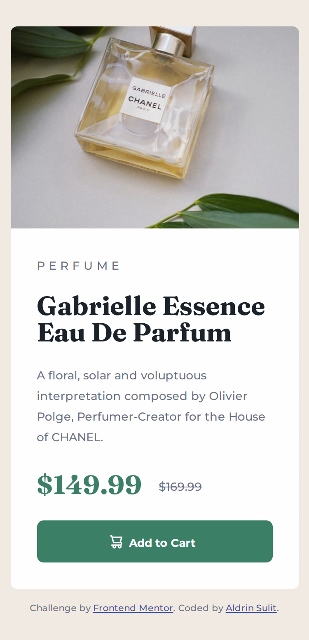 GABRIELLE
CHANEL
PARIS
PERFUME
Gabrielle Essence
Eau De Parfum
A floral, solar and voluptuous
interpretation composed by Olivier
Polge, Perfumer-Creator for the House
of CHANEL.
$149.99 $169.99
Add to Cart
Challenge by Frontend Mentor. Coded by Aldrin Sulit.